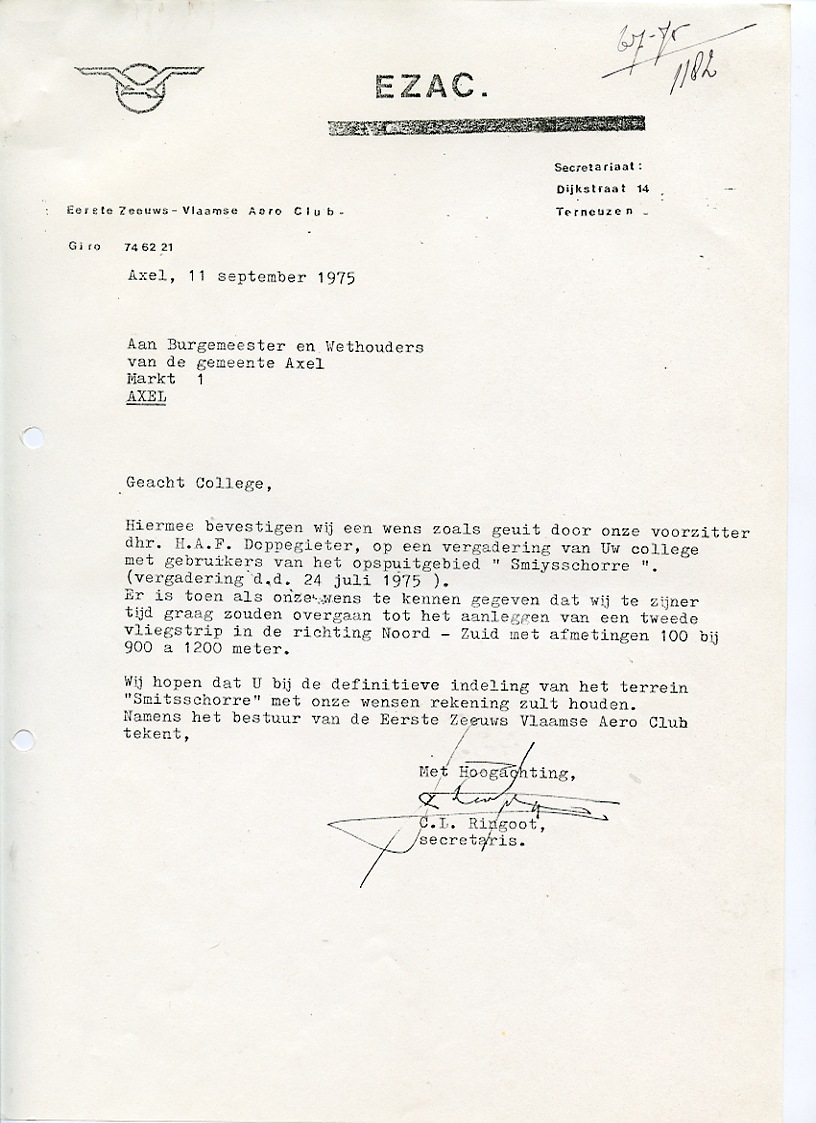 67-75
1182
EZAC.
Secretariaat:
Dijkstraat 14
Terneuzen
Eerste Zeeuws-Vlaamse Aero Club-
Giro 74 62 21
Axel, 11 september 1975
Aan Burgemeester en Wethouders
van de gemeente Axel
Markt 1
AXEL
Geacht College,
Hiermee bevestigen wij een wens zoals geuit door onze voorzitter
dhr. H.A.F. Doppegieter, op een vergadering van Uw college
met gebruikers van het opspuitgebied " Smiysschorre ".
(vergadering d.d. 24 juli 1975 ).
Er is toen als onze wens te kennen gegeven dat wij te zijner
tijd graag zouden overgaan tot het aanleggen van een tweede
vliegstrip in de richting Noord - Zuid met afmetingen 100 bij
900 a 1200 meter.
Wij hopen dat U bij de definitieve indeling van het terrein
"Smitsschorre" met onze wensen rekening zult houden.
Namens het bestuur van de Eerste Zeeuws Vlaamse Aero Club
tekent,
Met Hoogachting,
C.L. Ringoot,
secretaris.